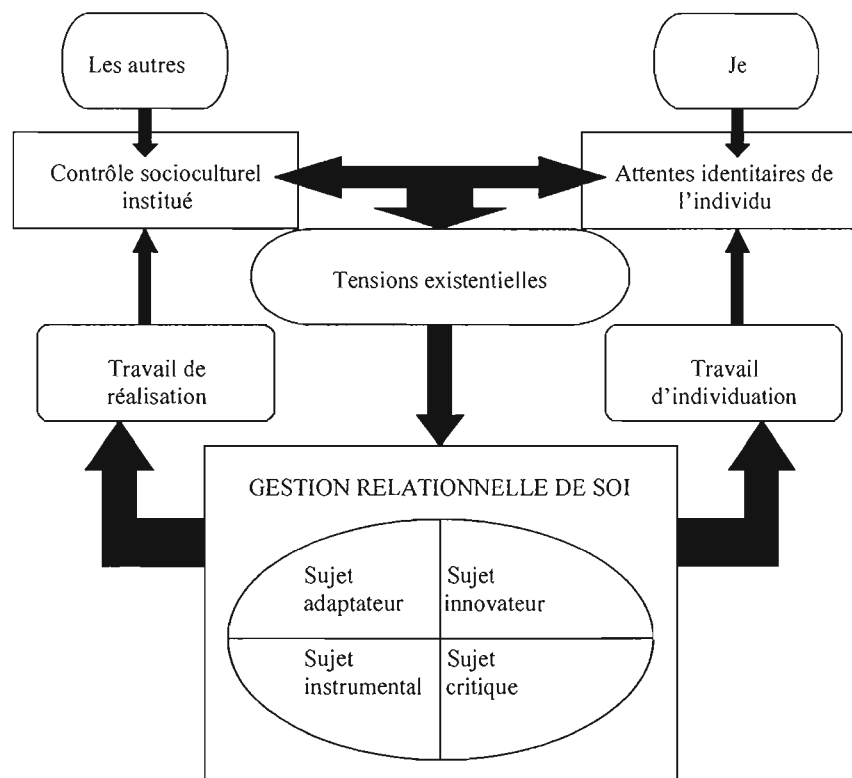 Les autres
Je
Contrôle socioculturel
institué
Attentes identitaires de
l'individu
Tensions existentielles
Travail de
réalisation
Travail
d'individuation
GESTION RELATIONNELLE DE SOI
Sujet
adaptateur
Sujet
innovateur
Sujet
instrumental
Sujet
critique